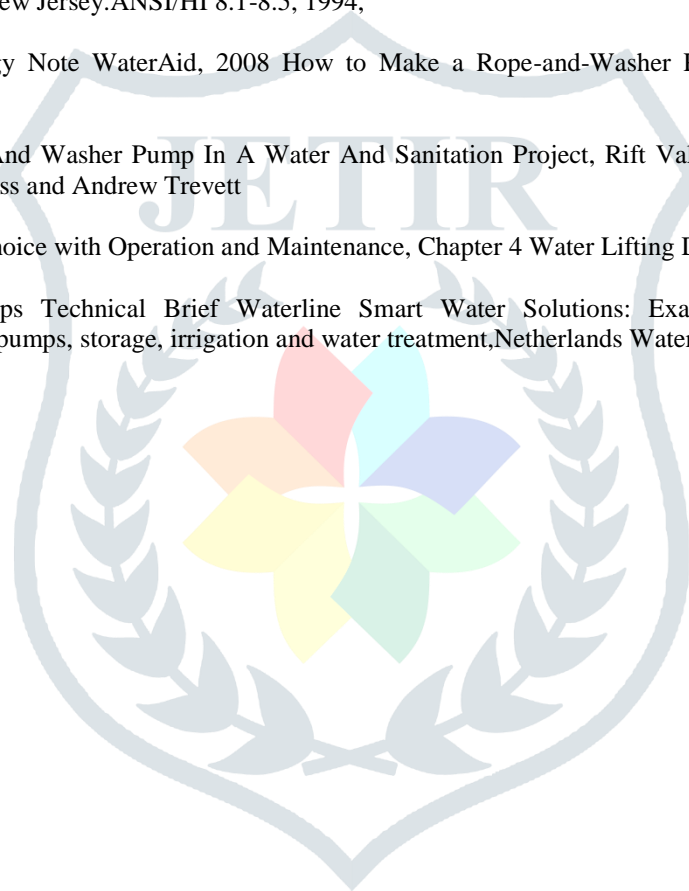 ew Jersey.ANSI/HI 8.1-8.5, 1994,
gy Note WaterAid, 2008 How to Make a Rope-and-Washer
JETIR
And Washer Pump In A Water And Sanitation Project, Rift Val
ss and Andrew Trevett
hoice with Operation and Maintenance, Chapter 4 Water Lifting
ps Technical Brief Waterline Smart Water Solutions: Exa
pumps, storage, irrigation and water treatment,Netherlands Water